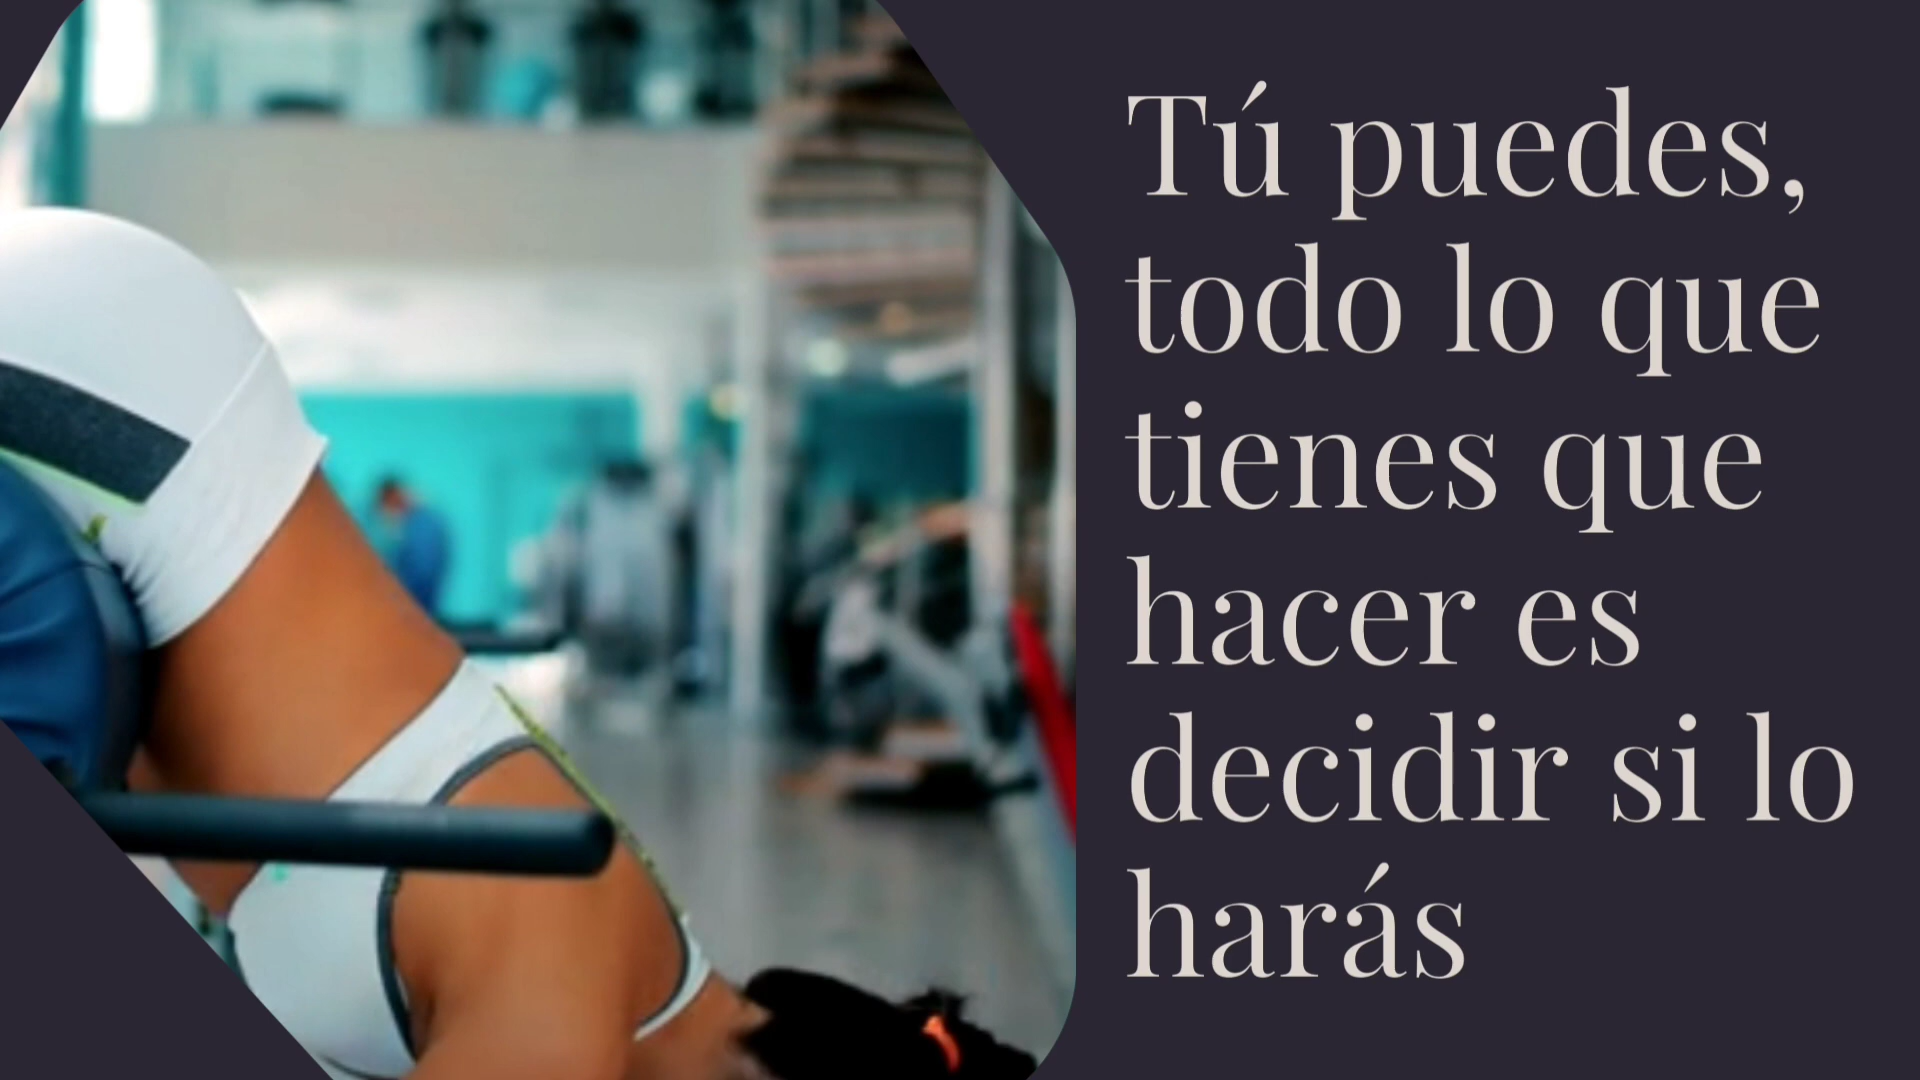 Tú puedes,
todo lo que
tienes que
hacer es
decidir si lo
harás